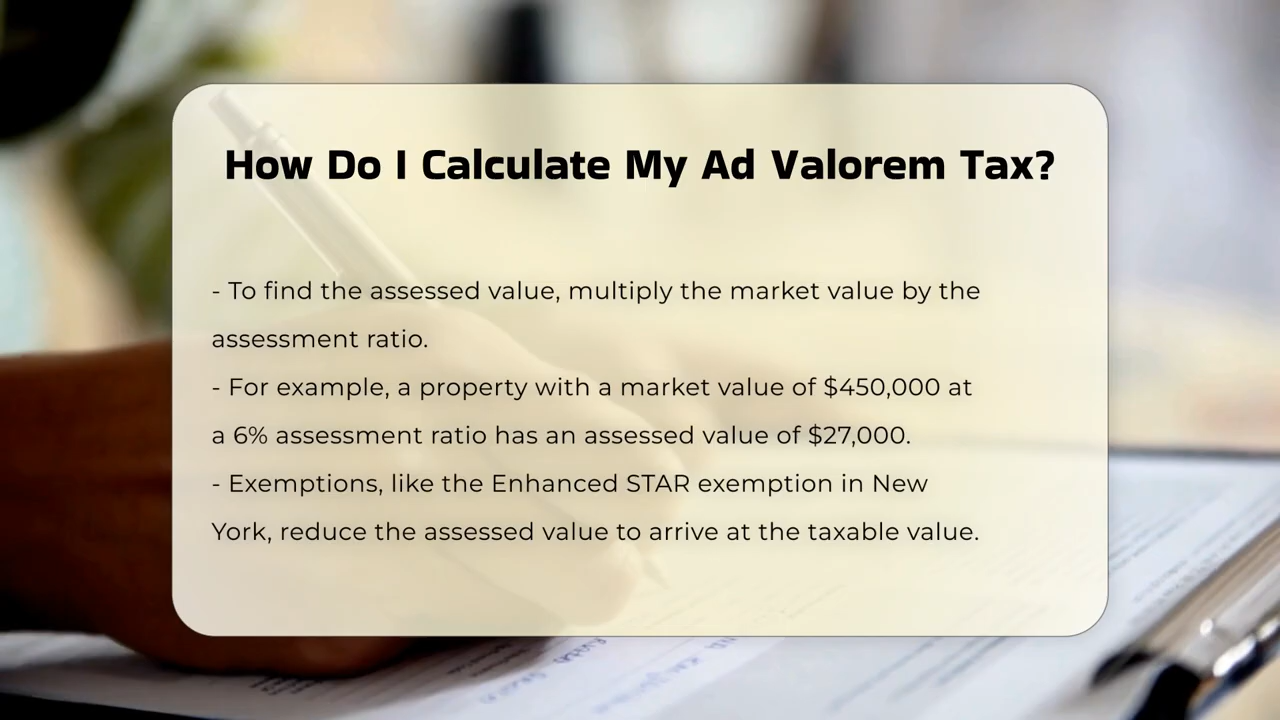 How Do I Calculate My Ad Valorem Tax?
- To find the assessed value, multiply the market value by the
assessment ratio.
- For example, a property with a market value of $450,000 at
a 6% assessment ratio has an assessed value of $27,000.
- Exemptions, like the Enhanced STAR exemption in New
York, reduce the assessed value to arrive at the taxable value.